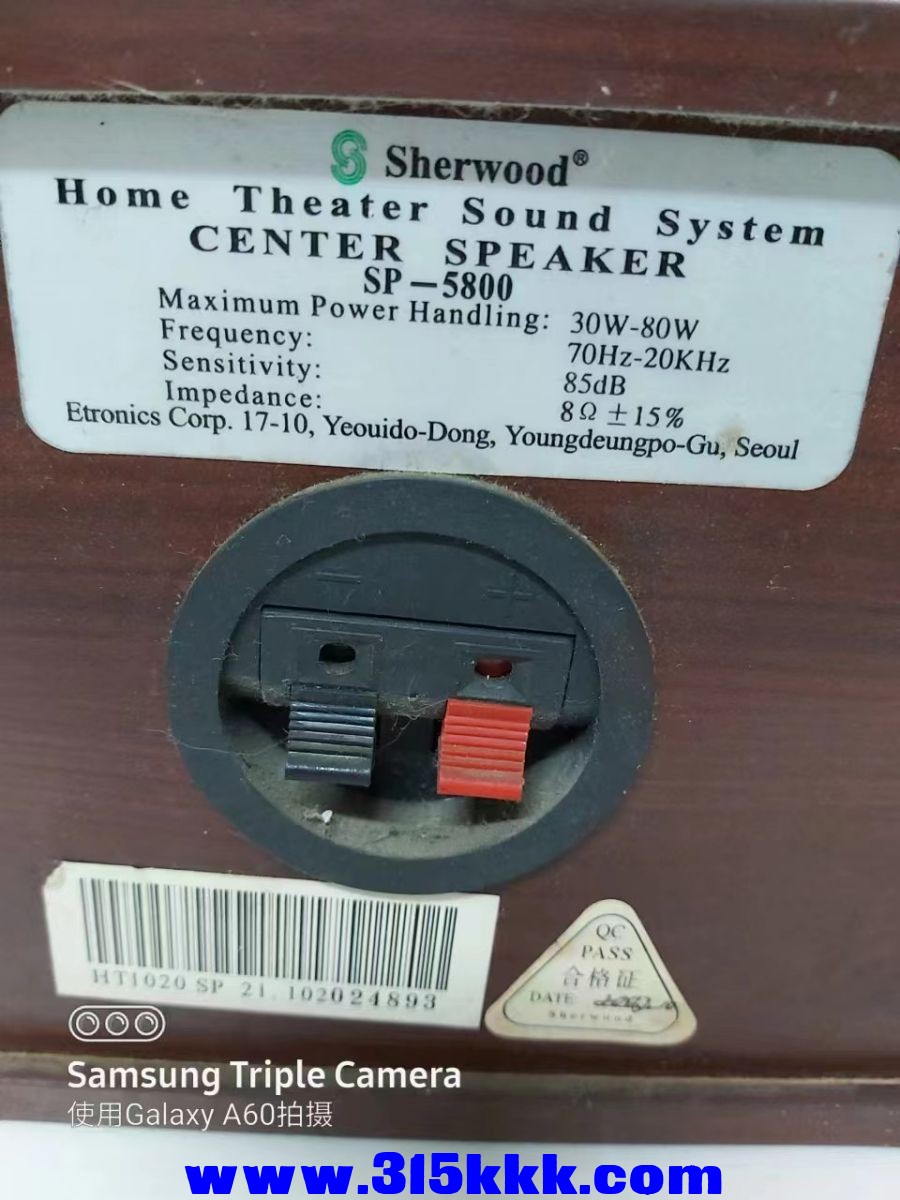 Sherwood®
Home Theater Sound System
CENTER SPEAKER
SP-5800
Maximum Power Handling: 30W-80W
Frequency: 70Hz-20KHz
Sensitivity: 85dB
Impedance: 8Ω ±15%
Etronics Corp. 17-10, Yeouido-Dong, Youngdeungpo-Gu, Seoul
− +
HT1020 SP 21.102024893
QC
PASS
合格证
DATE
Sherwood
Samsung Triple Camera
使用Galaxy A60拍摄
www.315kkk.com